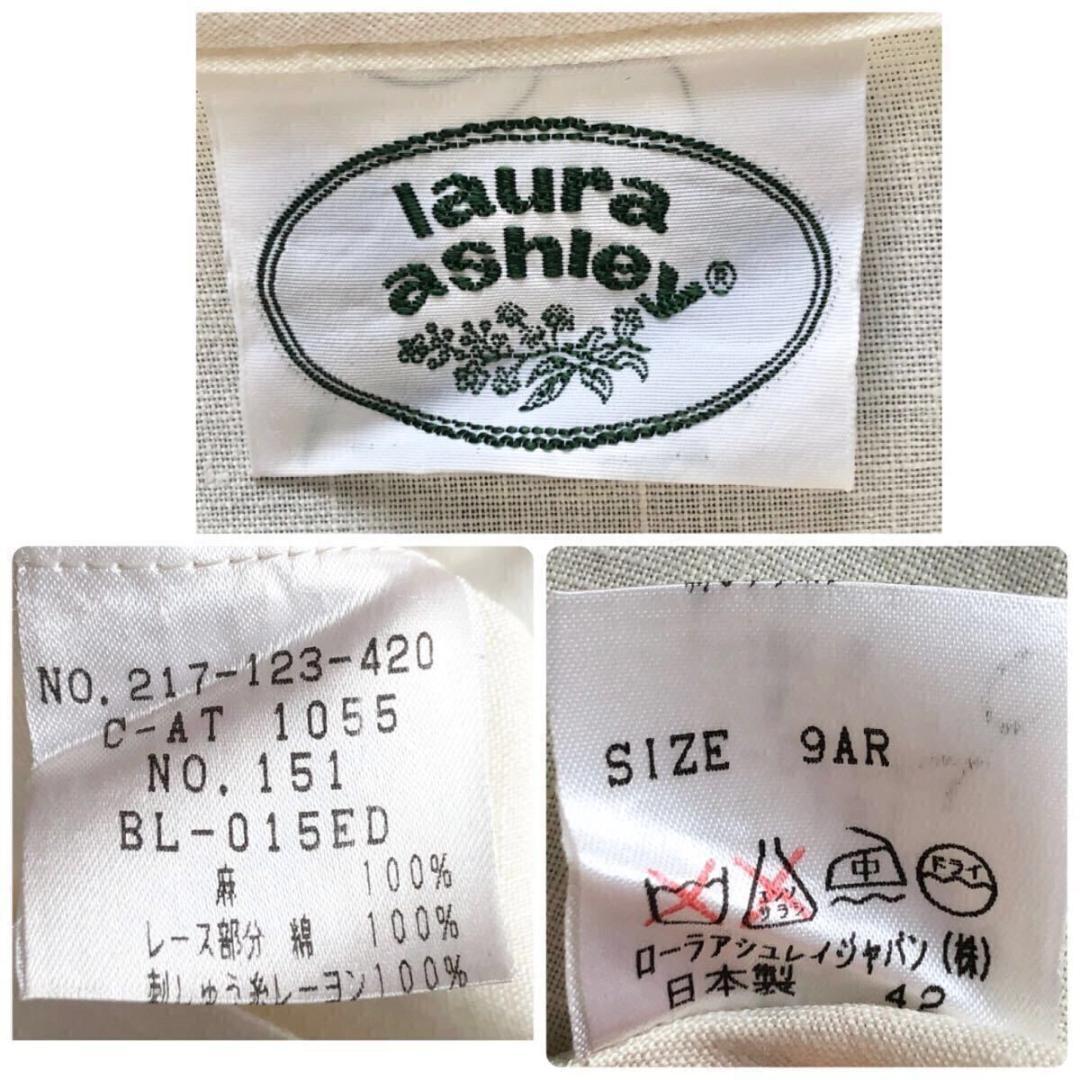 laura
ashley®
NO. 217-123-420
C-AT 1055
NO. 151
BL-015ED
麻 100%
レース部分 綿 100%
刺しゅう糸レーヨン100%
SIZE 9AR
エンソ
サラシ
中
ドライ
ローラアシュレイジャパン(株)
日本製 42